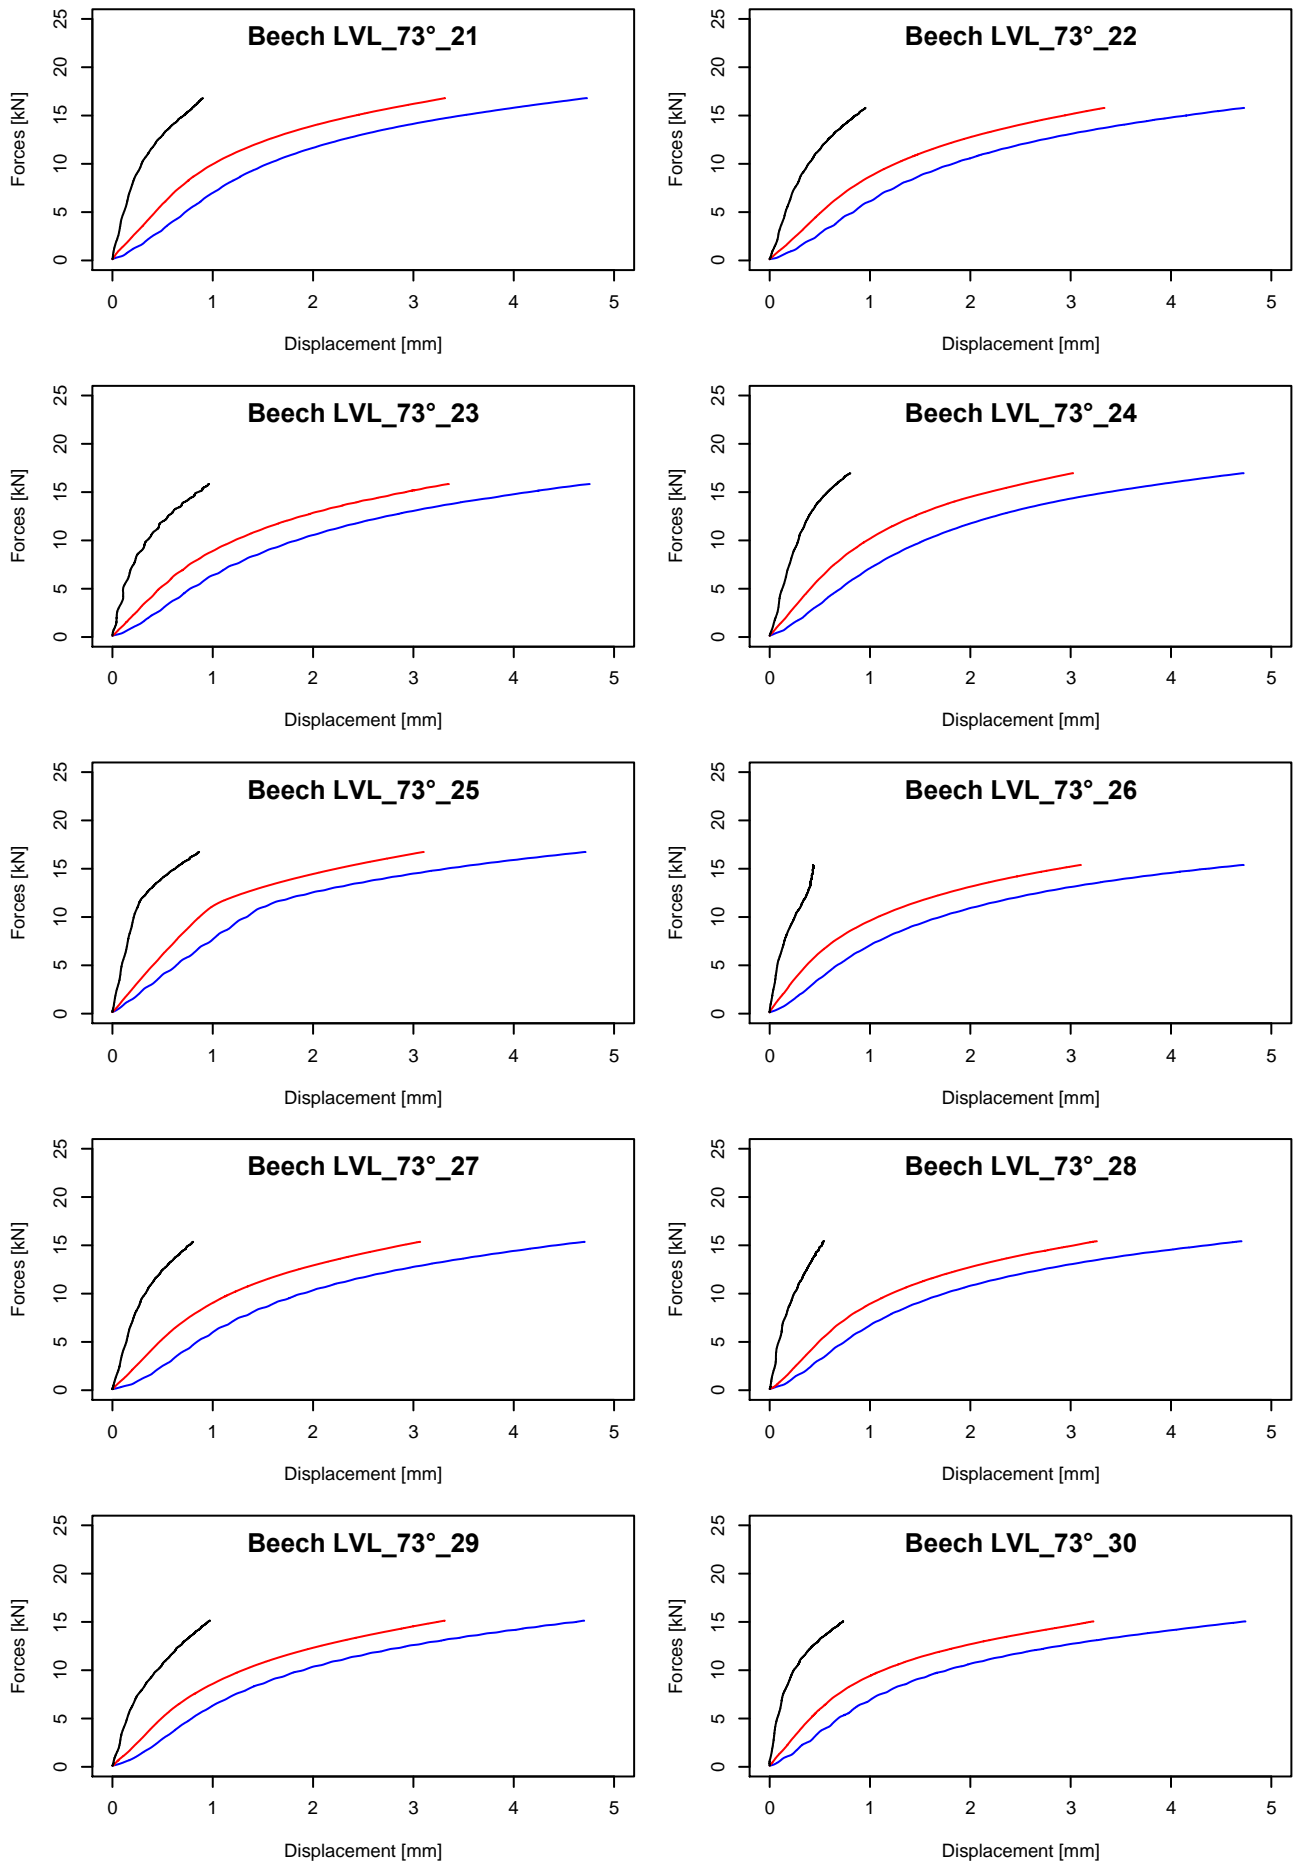 Beech LVL_73°_21
Forces [kN]
0 5 10 15 20 25
0 1 2 3 4 5
Displacement [mm]
Beech LVL_73°_22
Forces [kN]
0 5 10 15 20 25
0 1 2 3 4 5
Displacement [mm]
Beech LVL_73°_23
Forces [kN]
0 5 10 15 20 25
0 1 2 3 4 5
Displacement [mm]
Beech LVL_73°_24
Forces [kN]
0 5 10 15 20 25
0 1 2 3 4 5
Displacement [mm]
Beech LVL_73°_25
Forces [kN]
0 5 10 15 20 25
0 1 2 3 4 5
Displacement [mm]
Beech LVL_73°_26
Forces [kN]
0 5 10 15 20 25
0 1 2 3 4 5
Displacement [mm]
Beech LVL_73°_27
Forces [kN]
0 5 10 15 20 25
0 1 2 3 4 5
Displacement [mm]
Beech LVL_73°_28
Forces [kN]
0 5 10 15 20 25
0 1 2 3 4 5
Displacement [mm]
Beech LVL_73°_29
Forces [kN]
0 5 10 15 20 25
0 1 2 3 4 5
Displacement [mm]
Beech LVL_73°_30
Forces [kN]
0 5 10 15 20 25
0 1 2 3 4 5
Displacement [mm]